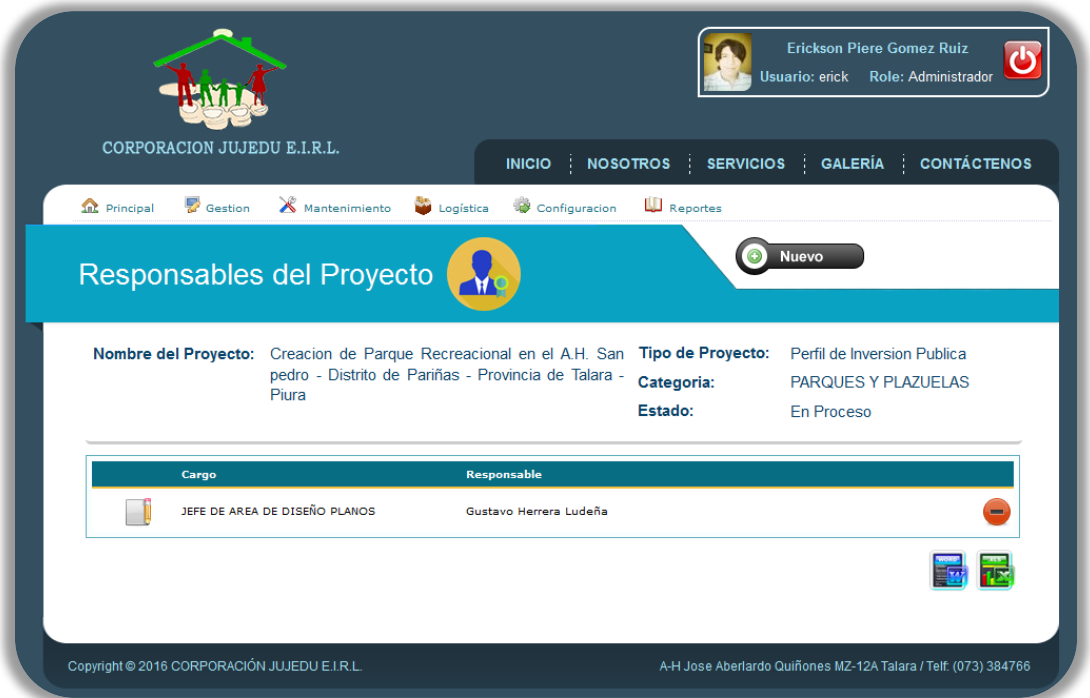 Erickson Piere Gomez Ruiz
Usuario: erick Role: Administrador
CORPORACION JUJEDU E.I.R.L.
INICIO NOSOTROS SERVICIOS GALERÍA CONTÁCTENOS
Principal Gestion Mantenimiento Logística Configuracion Reportes
Responsables del Proyecto
Nuevo
Nombre del Proyecto: Creacion de Parque Recreacional en el A.H. San
pedro - Distrito de Pariñas - Provincia de Talara -
Piura
Tipo de Proyecto: Perfil de Inversion Publica
Categoria: PARQUES Y PLAZUELAS
Estado: En Proceso
Cargo Responsable
JEFE DE AREA DE DISEÑO PLANOS Gustavo Herrera Ludeña
WORD
Copyright © 2016 CORPORACIÓN JUJEDU E.I.R.L.
A-H Jose Aberlardo Quiñones MZ-12A Talara / Telf: (073) 384766